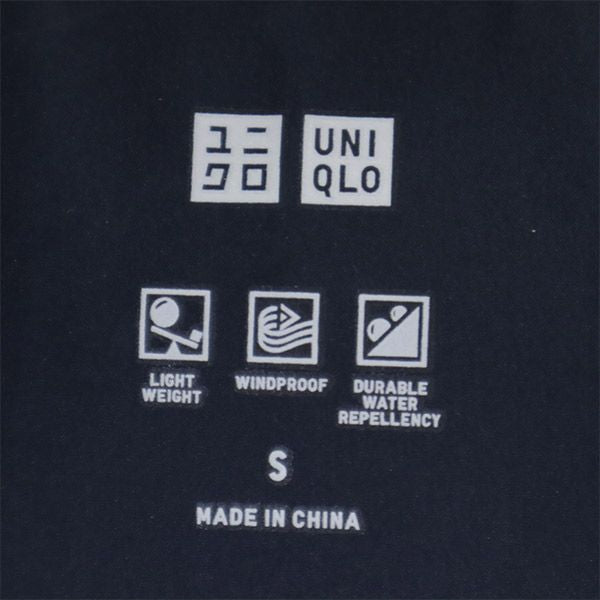 ユニ
クロ
UNI
QLO
LIGHT
WEIGHT
WINDPROOF
DURABLE
WATER
REPELLENCY
S
MADE IN CHINA